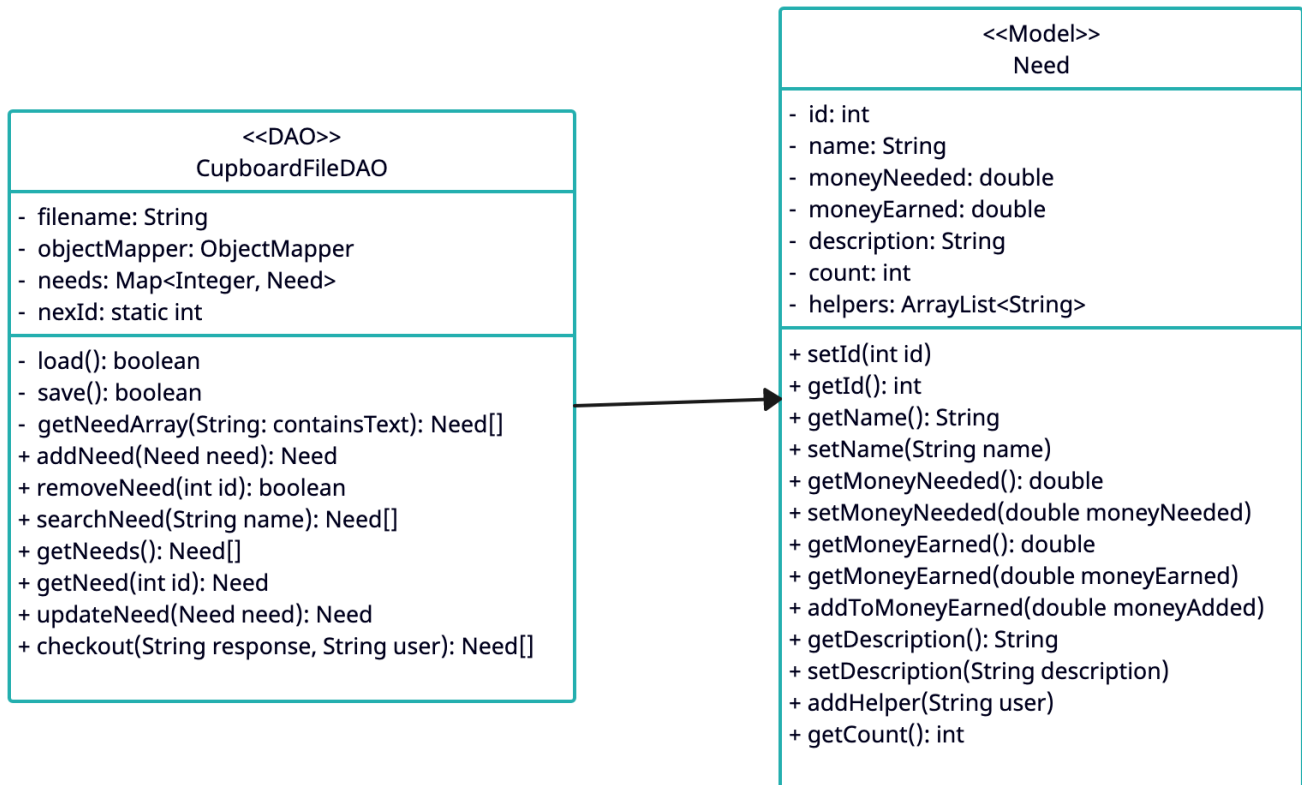 <<DAO>>
CupboardFileDAO
- filename: String
- objectMapper: ObjectMapper
- needs: Map<Integer, Need>
- nexId: static int
- load(): boolean
- save(): boolean
- getNeedArray(String: containsText): Need[]
+ addNeed(Need need): Need
+ removeNeed(int id): boolean
+ searchNeed(String name): Need[]
+ getNeeds(): Need[]
+ getNeed(int id): Need
+ updateNeed(Need need): Need
+ checkout(String response, String user): Need[]
<<Model>>
Need
- id: int
- name: String
- moneyNeeded: double
- moneyEarned: double
- description: String
- count: int
- helpers: ArrayList<String>
+ setId(int id)
+ getId(): int
+ getName(): String
+ setName(String name)
+ getMoneyNeeded(): double
+ setMoneyNeeded(double moneyNeeded)
+ getMoneyEarned(): double
+ getMoneyEarned(double moneyEarned)
+ addToMoneyEarned(double moneyAdded)
+ getDescription(): String
+ setDescription(String description)
+ addHelper(String user)
+ getCount(): int